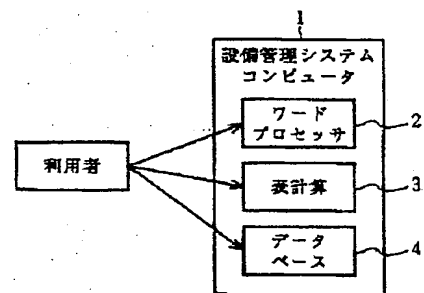 1
設備管理システム
コンピュータ
ワード
プロセッサ
2
利用者
表計算
3
データ
ベース
4